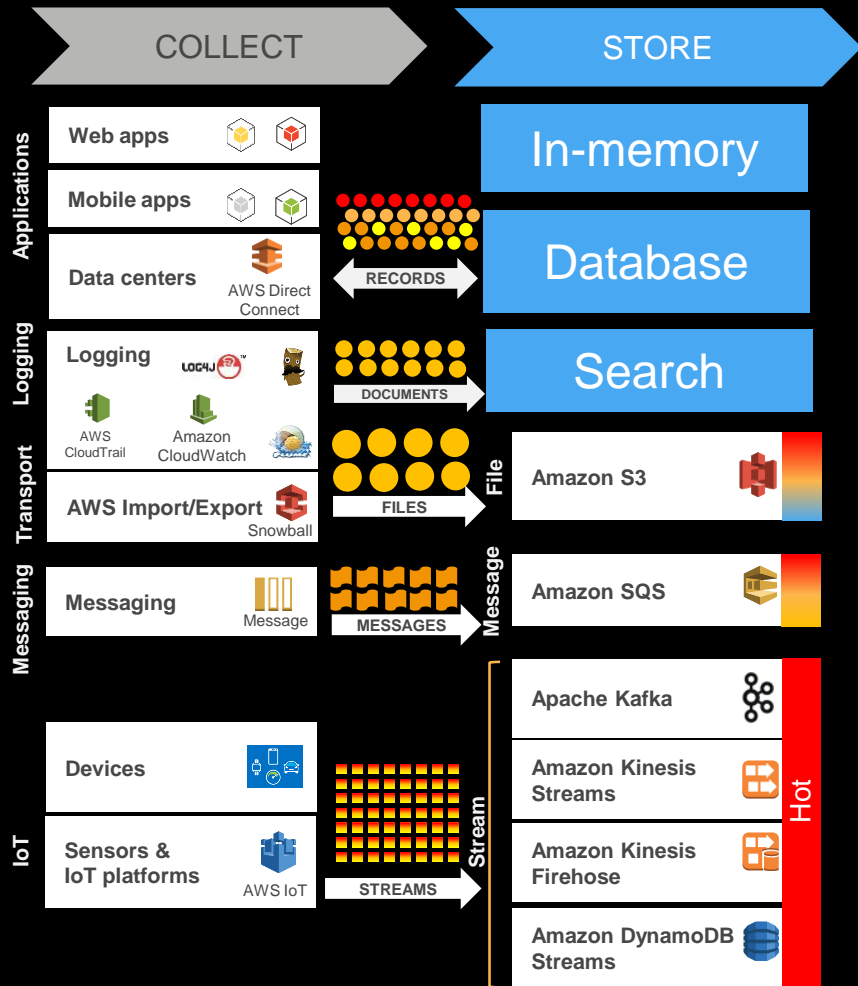 COLLECT
STORE
Applications
Web apps
Mobile apps
Data centers
AWS Direct
Connect
RECORDS
In-memory
Database
Logging
Logging
LOG4J
™
AWS
CloudTrail
Amazon
CloudWatch
DOCUMENTS
Search
Transport
AWS Import/Export
Snowball
FILES
File
Amazon S3
Messaging
Messaging
Message
MESSAGES
Message
Amazon SQS
IoT
Devices
Sensors &
IoT platforms
AWS IoT
STREAMS
Stream
Apache Kafka
Amazon Kinesis
Streams
Amazon Kinesis
Firehose
Amazon DynamoDB
Streams
Hot